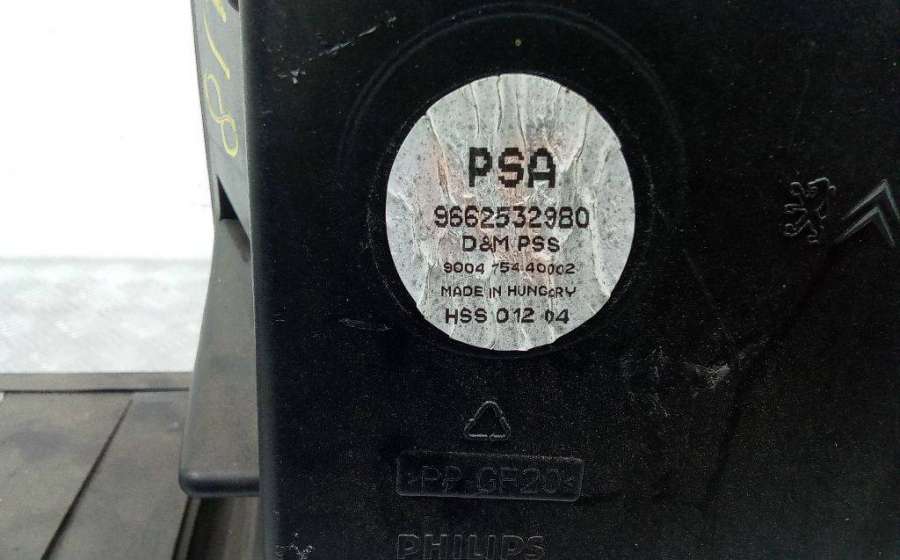 PSA
9662532980
D&M PSS
9004 754 40002
MADE IN HUNGARY
HSS 012 04
>PP-GF20<
PHILIPS